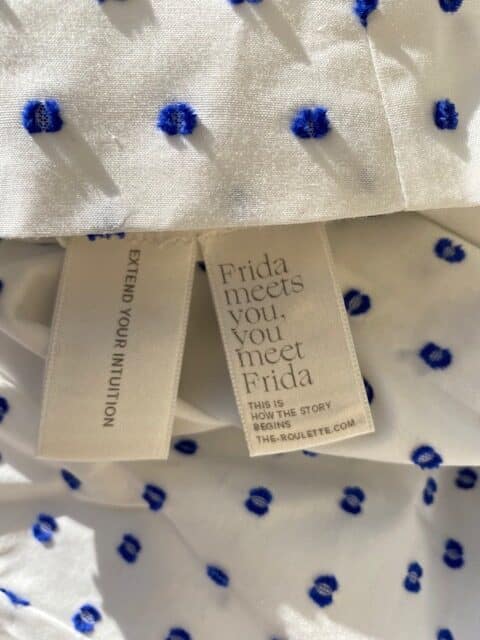 EXTEND YOUR INTUITION
Frida
meets
you,
you
meet
Frida
THIS IS
HOW THE STORY
BEGINS
THE-ROULETTE.COM